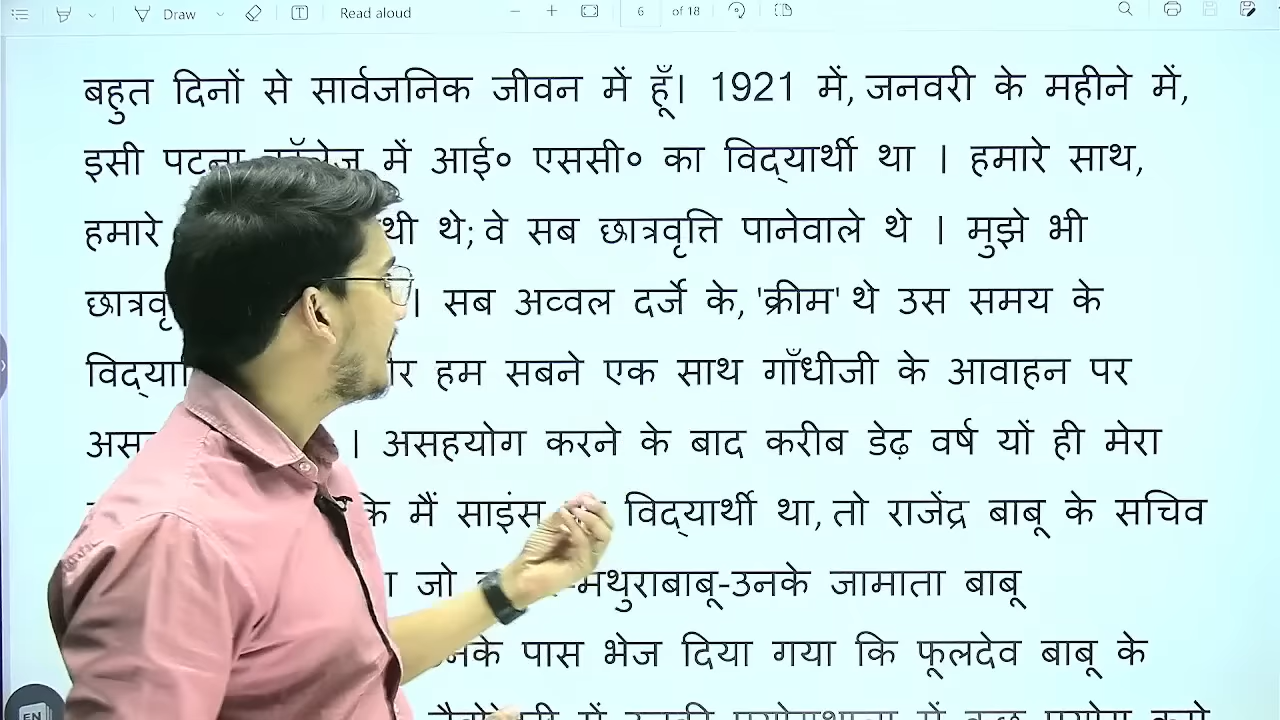 Draw Read aloud 6 of 18
बहुत दिनों से सार्वजनिक जीवन में हूँ। 1921 में, जनवरी के महीने में,
इसी पटना कॉलेज में आई० एससी० का विद्यार्थी था । हमारे साथ,
हमारे थे; वे सब छात्रवृत्ति पानेवाले थे । मुझे भी
। सब अव्वल दर्जे के, 'क्रीम' थे उस समय के
हम सबने एक साथ गाँधीजी के आवाहन पर
। असहयोग करने के बाद करीब डेढ़ वर्ष यों ही मेरा
कि मैं साइंस विद्यार्थी था, तो राजेंद्र बाबू के सचिव
जो मथुराबाबू-उनके जामाता बाबू
पास भेज दिया गया कि फूलदेव बाबू के
में
EN